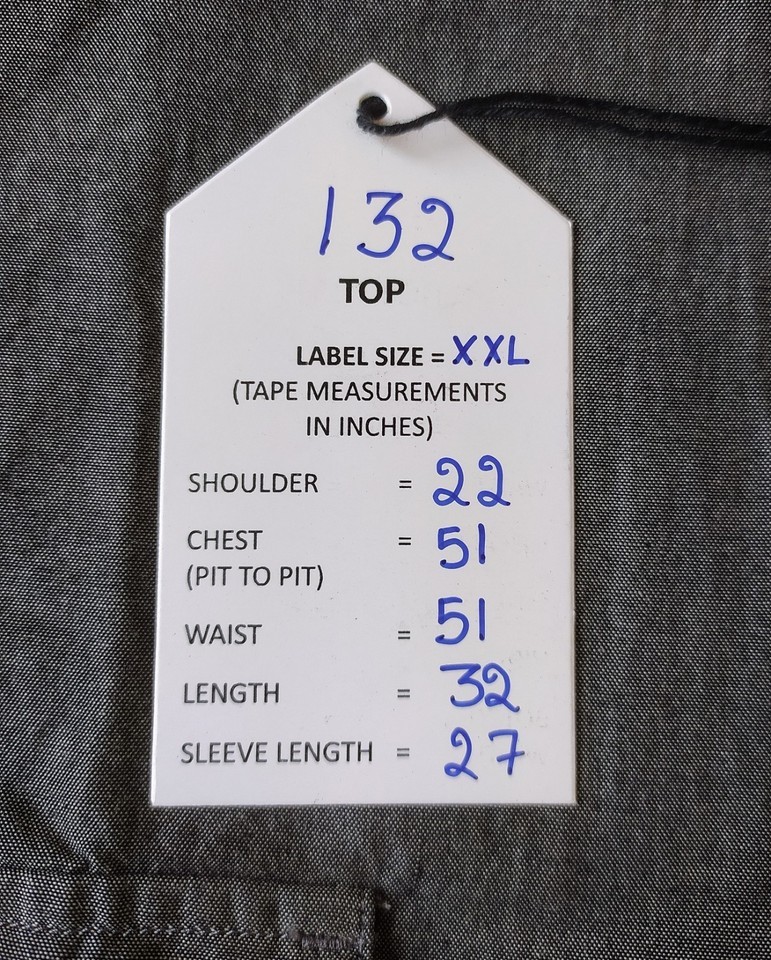 132
TOP
LABEL SIZE = XXL
(TAPE MEASUREMENTS
IN INCHES)
SHOULDER = 22
CHEST = 51
(PIT TO PIT)
WAIST = 51
LENGTH = 32
SLEEVE LENGTH = 27